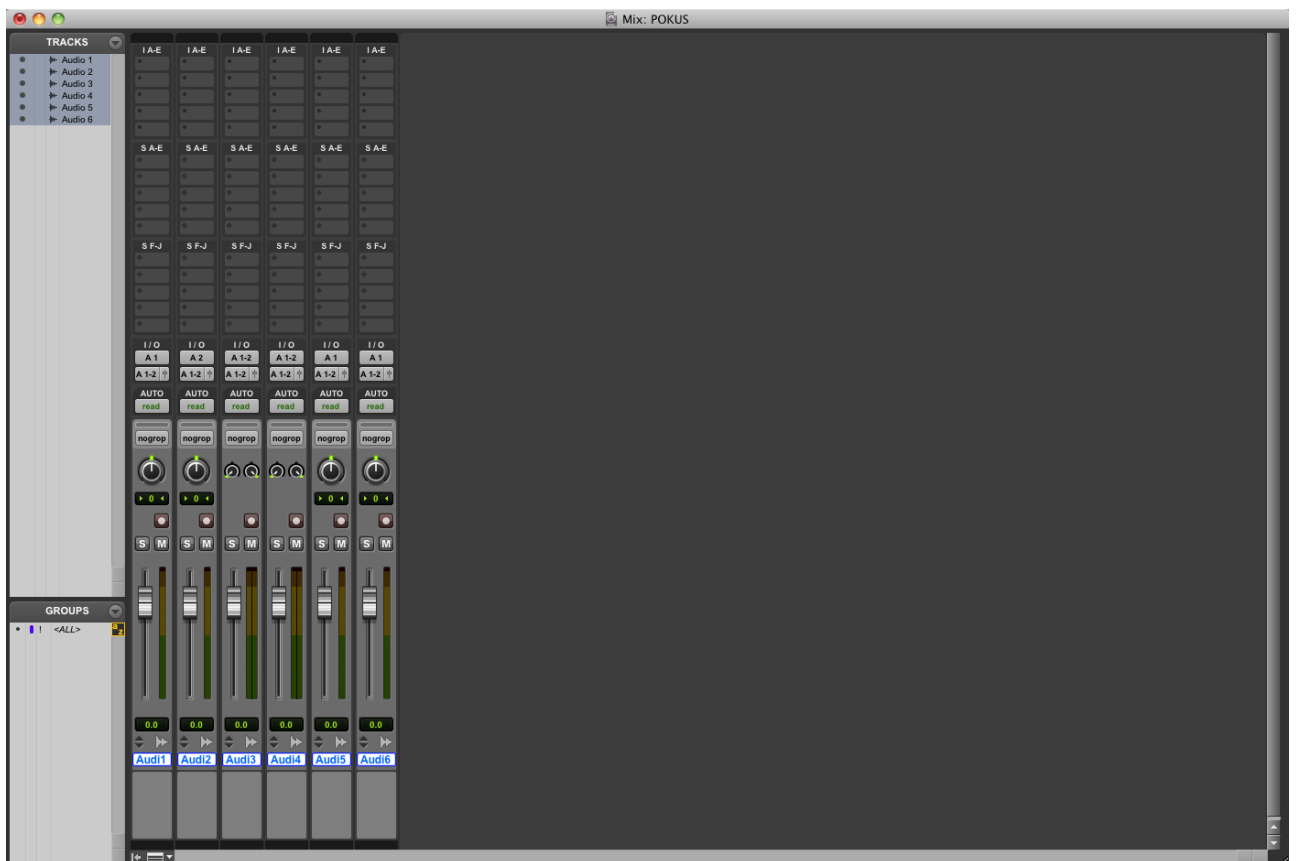 Mix: POKUS
TRACKS
Audio 1
Audio 2
Audio 3
Audio 4
Audio 5
Audio 6
I A-E I A-E I A-E I A-E I A-E I A-E
S A-E S A-E S A-E S A-E S A-E S A-E
S F-J S F-J S F-J S F-J S F-J S F-J
I / O I / O I / O I / O I / O I / O
A 1 A 2 A 1-2 A 1-2 A 1 A 1
A 1-2 A 1-2 A 1-2 A 1-2 A 1-2 A 1-2
AUTO AUTO AUTO AUTO AUTO AUTO
read read read read read read
nogrop nogrop nogrop nogrop nogrop nogrop
0 0 0 0
S M S M S M S M S M S M
0.0 0.0 0.0 0.0 0.0 0.0
Audi1 Audi2 Audi3 Audi4 Audi5 Audi6
GROUPS
! <ALL> a z